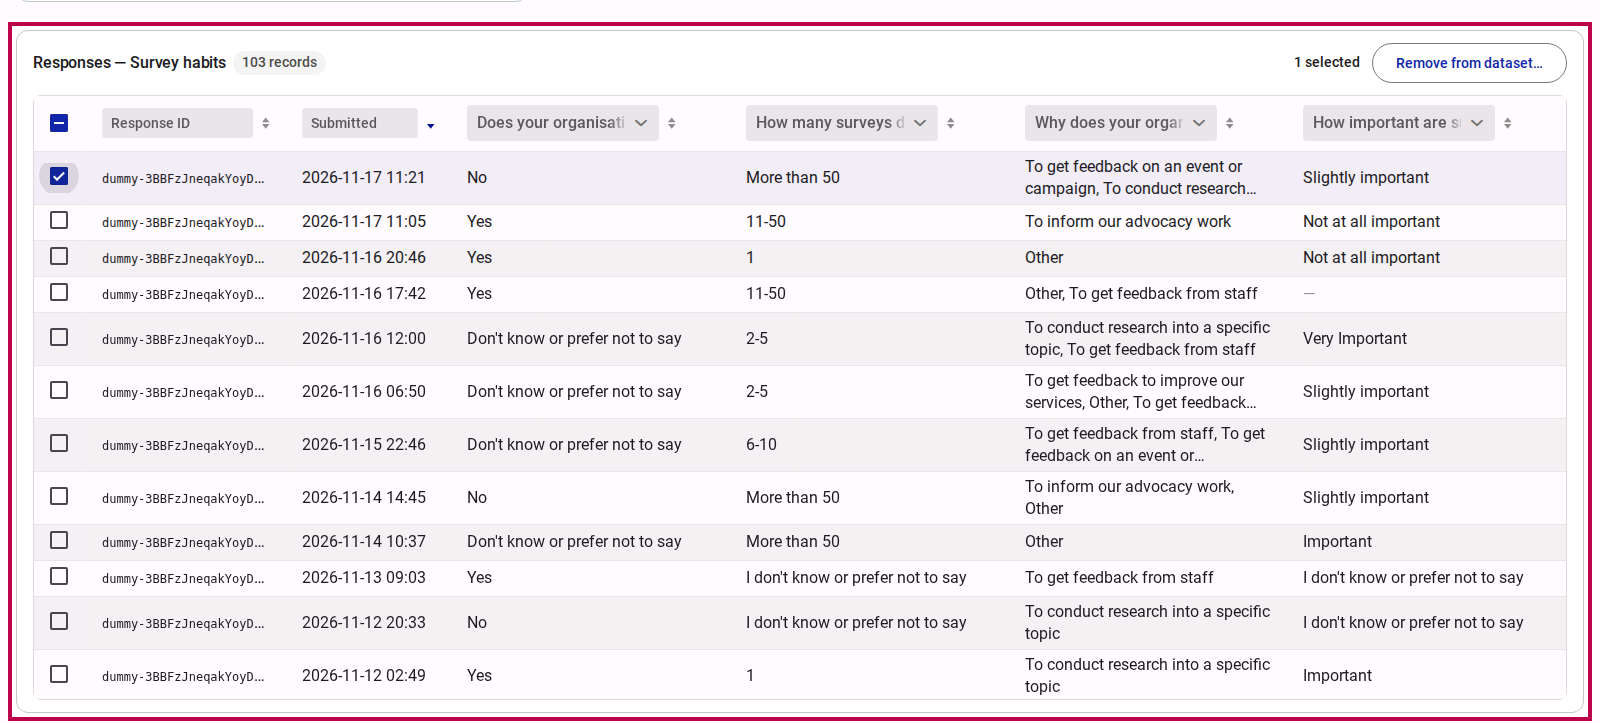 Responses — Survey habits 103 records 1 selected Remove from dataset…
Response ID Submitted Does your organisati How many surveys d Why does your orgar How important are s
dummy-3BBFzJneqakYoyD… 2026-11-17 11:21 No More than 50 To get feedback on an event or campaign, To conduct research… Slightly important
dummy-3BBFzJneqakYoyD… 2026-11-17 11:05 Yes 11-50 To inform our advocacy work Not at all important
dummy-3BBFzJneqakYoyD… 2026-11-16 20:46 Yes 1 Other Not at all important
dummy-3BBFzJneqakYoyD… 2026-11-16 17:42 Yes 11-50 Other, To get feedback from staff —
dummy-3BBFzJneqakYoyD… 2026-11-16 12:00 Don't know or prefer not to say 2-5 To conduct research into a specific topic, To get feedback from staff Very Important
dummy-3BBFzJneqakYoyD… 2026-11-16 06:50 Don't know or prefer not to say 2-5 To get feedback to improve our services, Other, To get feedback… Slightly important
dummy-3BBFzJneqakYoyD… 2026-11-15 22:46 Don't know or prefer not to say 6-10 To get feedback from staff, To get feedback on an event or… Slightly important
dummy-3BBFzJneqakYoyD… 2026-11-14 14:45 No More than 50 To inform our advocacy work, Other Slightly important
dummy-3BBFzJneqakYoyD… 2026-11-14 10:37 Don't know or prefer not to say More than 50 Other Important
dummy-3BBFzJneqakYoyD… 2026-11-13 09:03 Yes I don't know or prefer not to say To get feedback from staff I don't know or prefer not to say
dummy-3BBFzJneqakYoyD… 2026-11-12 20:33 No I don't know or prefer not to say To conduct research into a specific topic I don't know or prefer not to say
dummy-3BBFzJneqakYoyD… 2026-11-12 02:49 Yes 1 To conduct research into a specific topic Important